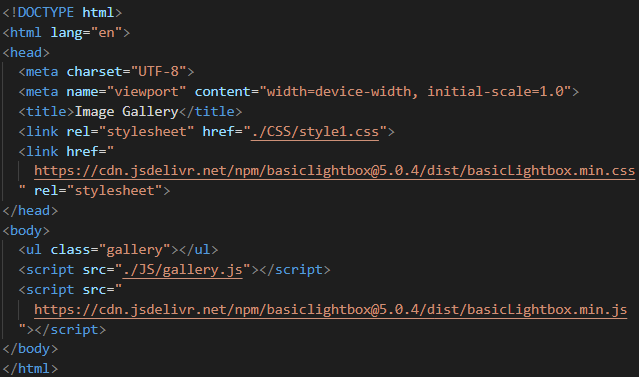 <!DOCTYPE html>
<html lang="en">
<head>
  <meta charset="UTF-8">
  <meta name="viewport" content="width=device-width, initial-scale=1.0">
  <title>Image Gallery</title>
  <link rel="stylesheet" href="./CSS/style1.css">
  <link href="
    https://cdn.jsdelivr.net/npm/basiclightbox@5.0.4/dist/basicLightbox.min.css
  " rel="stylesheet">
</head>
<body>
  <ul class="gallery"></ul>
  <script src="./JS/gallery.js"></script>
  <script src="
    https://cdn.jsdelivr.net/npm/basiclightbox@5.0.4/dist/basicLightbox.min.js
  "></script>
</body>
</html>